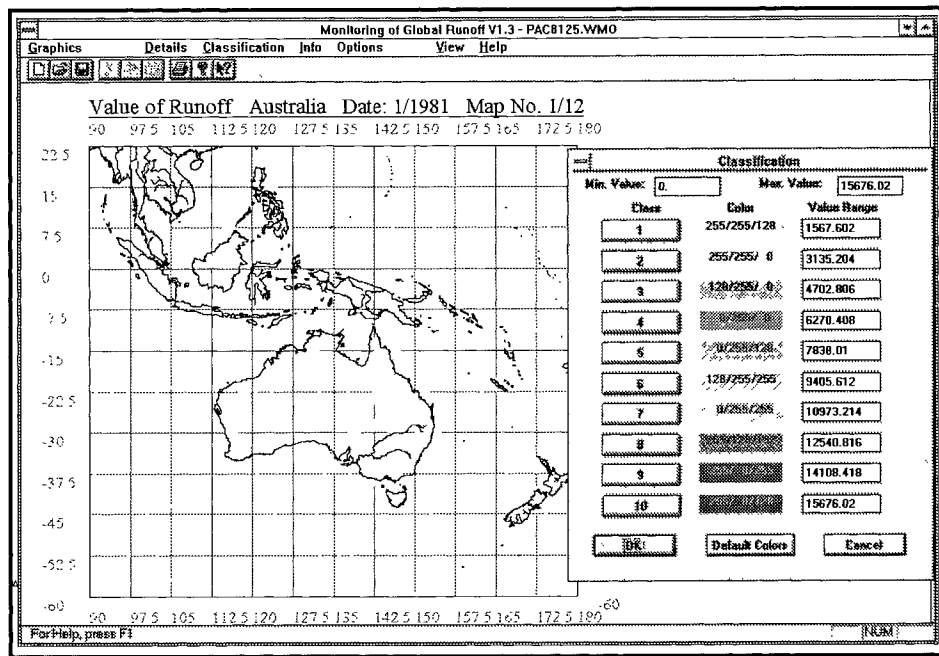 Monitoring of Global Runoff V1.3 - PAC8125.WMO
Graphics Details Classification Info Options View Help
Value of Runoff Australia Date: 1/1981 Map No. 1/12
90 97.5 105 112.5 120 127.5 135 142.5 150 157.5 165 172.5 180
22.5
15
7.5
0
-7.5
-15
-22.5
-30
-37.5
-45
-52.5
-60
-60
90 97.5 105 112.5 120 127.5 135 142.5 150 157.5 165 172.5 180
Classification
Min. Value: 0. Max. Value: 15676.02
Class Color Value Range
1 255/255/128 1567.602
2 255/255/ 0 3135.204
3 128/255/ 0 4702.806
4 6270.408
5 0/255/128 7838.01
6 128/255/255 9405.612
7 0/255/255 10973.214
8 12540.816
9 14108.418
10 15676.02
OK Default Colors Cancel
For Help, press F1 NUM